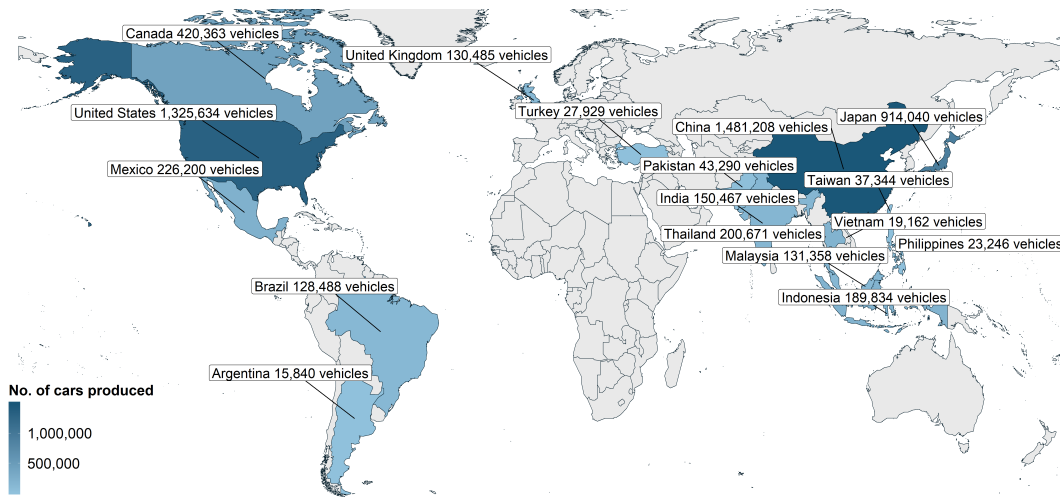 Canada 420,363 vehicles
United Kingdom 130,485 vehicles
United States 1,325,634 vehicles
Turkey 27,929 vehicles
Japan 914,040 vehicles
China 1,481,208 vehicles
Mexico 226,200 vehicles
Pakistan 43,290 vehicles
Taiwan 37,344 vehicles
India 150,467 vehicles
Vietnam 19,162 vehicles
Thailand 200,671 vehicles
Philippines 23,246 vehicles
Malaysia 131,358 vehicles
Brazil 128,488 vehicles
Indonesia 189,834 vehicles
Argentina 15,840 vehicles
No. of cars produced
1,000,000
500,000